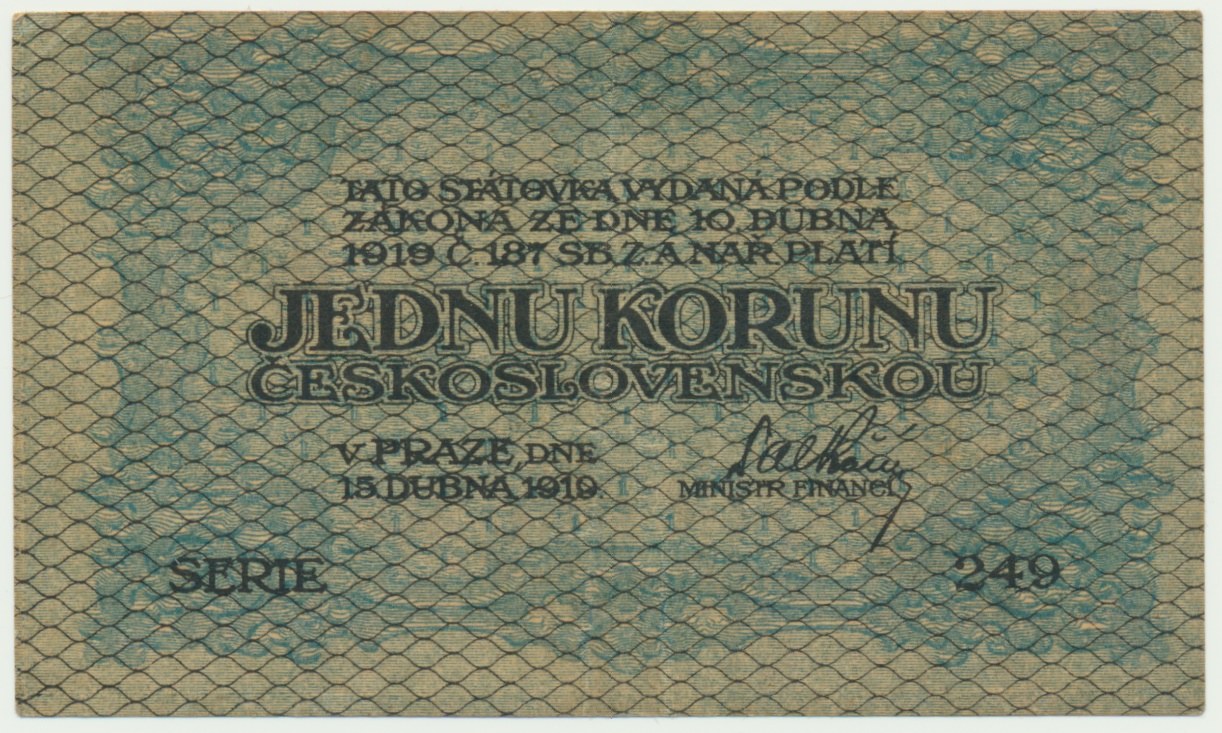 TATO STÁTOVKA VYDANÁ PODLE
ZÁKONA ZE DNE 10. DUBNA
1919 Č. 187 SB. Z. A NAŘ. PLATÍ
JEDNU KORUNU
ČESKOSLOVENSKOU
V PRAZE, DNE
15. DUBNA 1919.
MINISTR FINANCÍ
SERIE 249